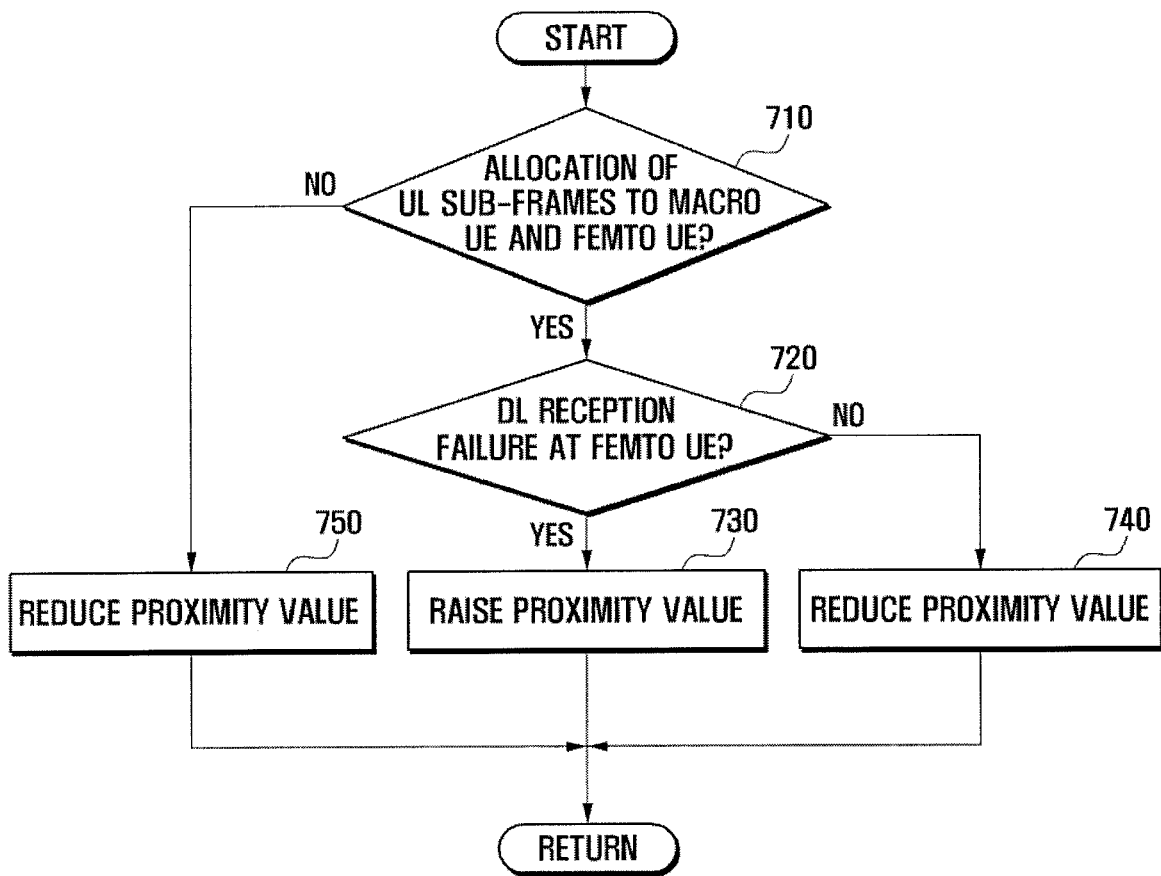 START
710
ALLOCATION OF
UL SUB-FRAMES TO MACRO
UE AND FEMTO UE?
NO
YES
720
DL RECEPTION
FAILURE AT FEMTO UE?
NO
YES
750
REDUCE PROXIMITY VALUE
730
RAISE PROXIMITY VALUE
740
REDUCE PROXIMITY VALUE
RETURN